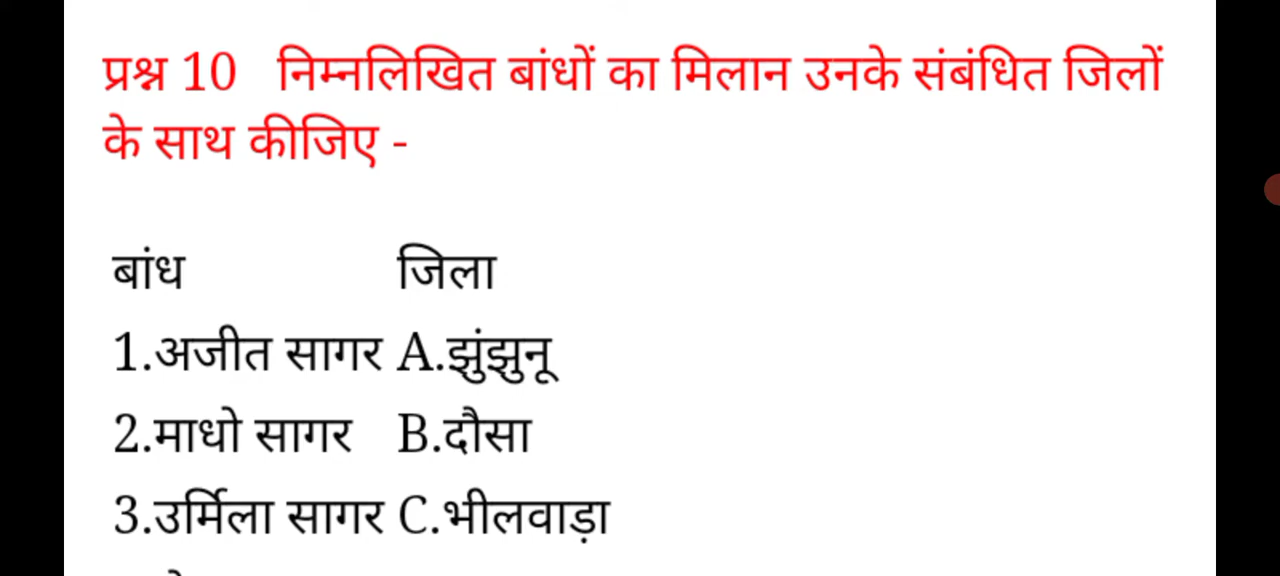 प्रश्न 10 निम्नलिखित बांधों का मिलान उनके संबंधित जिलों
के साथ कीजिए -
बांध जिला
1.अजीत सागर A.झुंझुनू
2.माधो सागर B.दौसा
3.उर्मिला सागर C.भीलवाड़ा